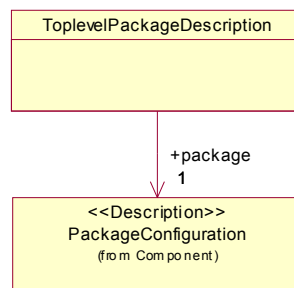 ToplevelPackageDescription
+package
1
<<Description>>
PackageConfiguration
(from Component)